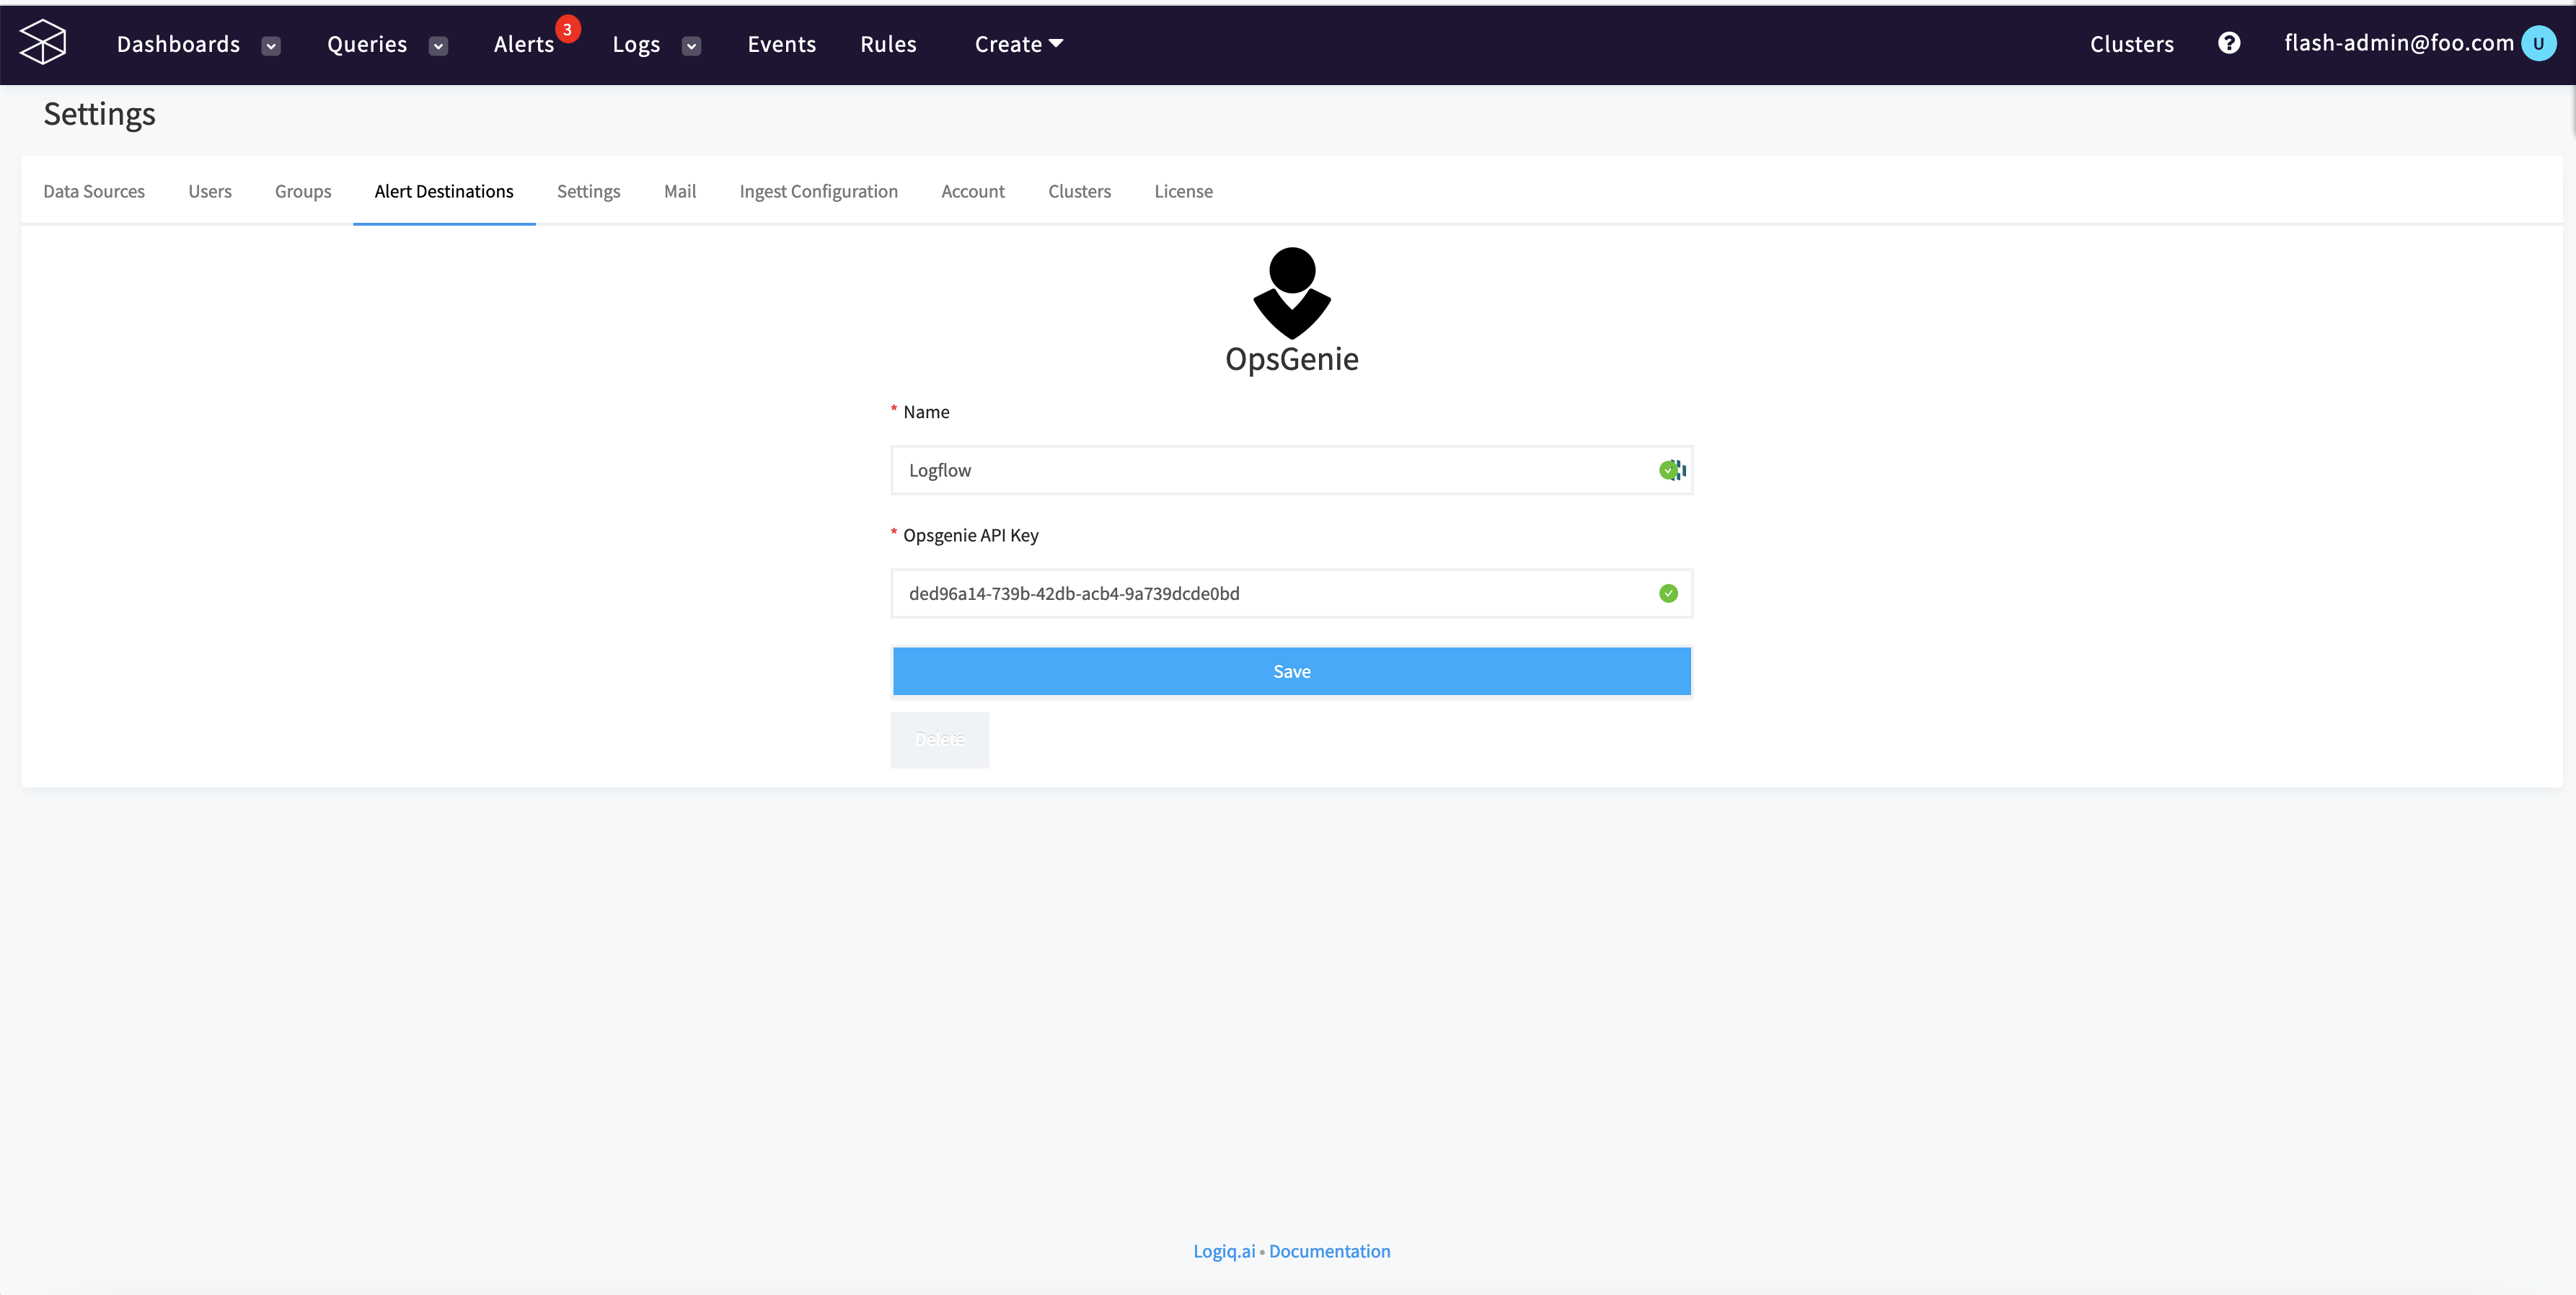 Dashboards Queries Alerts 3 Logs Events Rules Create Clusters ? flash-admin@foo.com U
Settings
Data Sources Users Groups Alert Destinations Settings Mail Ingest Configuration Account Clusters License
OpsGenie
* Name
Logflow
* Opsgenie API Key
ded96a14-739b-42db-acb4-9a739dcde0bd
Save
Delete
Logiq.ai • Documentation